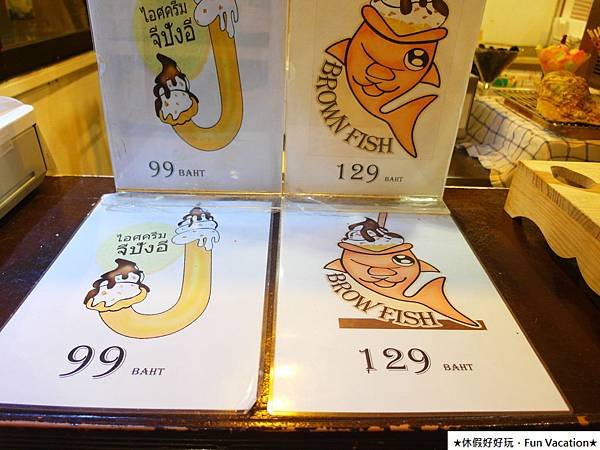 ไอศครีม
จีปังอี
99 BAHT
BROWN FISH
129 BAHT
ไอศครีม
จีปังอี
99 BAHT
BROW FISH
129 BAHT
★休假好好玩‧Fun Vacation★